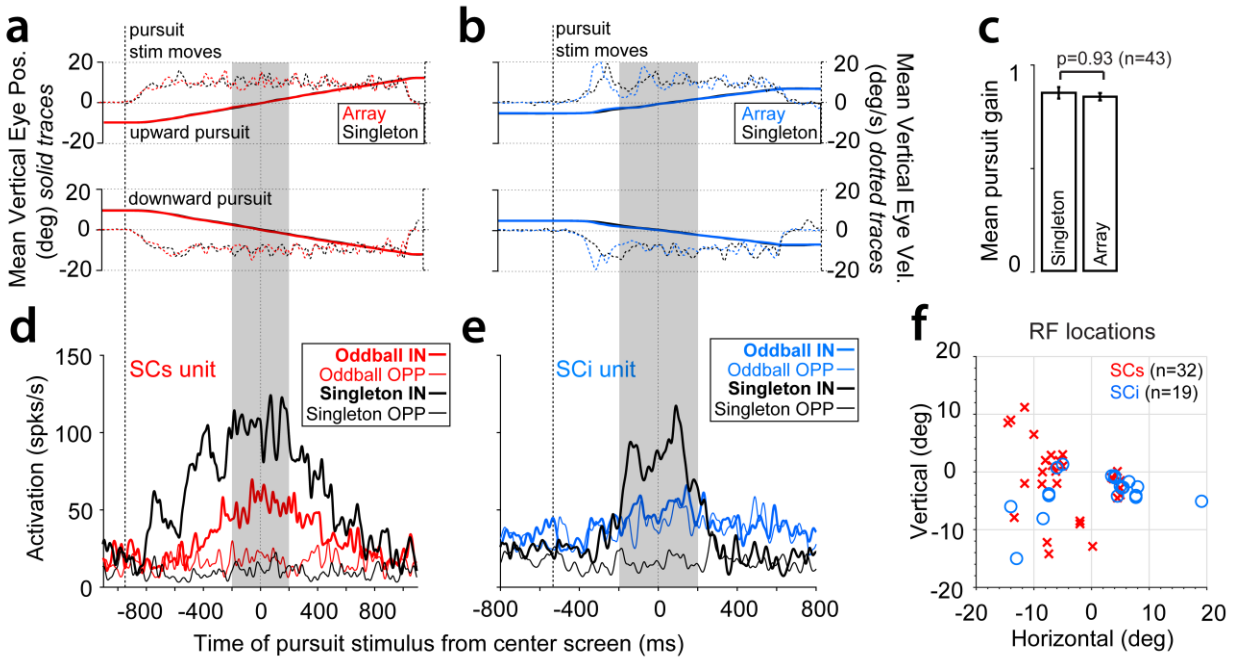 a
pursuit
stim moves
20
0
-20
Array
Singleton
upward pursuit
20
0
-20
downward pursuit
Mean Vertical Eye Pos.
(deg) solid traces
b
pursuit
stim moves
20
0
-20
Array
Singleton
20
0
-20
Mean Vertical Eye Vel.
(deg/s) dotted traces
c
p=0.93 (n=43)
1
0
Mean pursuit gain
Singleton
Array
d
150
100
50
0
Activation (spks/s)
SCs unit
Oddball IN
Oddball OPP
Singleton IN
Singleton OPP
-800 -400 0 400 800
e
SCi unit
Oddball IN
Oddball OPP
Singleton IN
Singleton OPP
-800 -400 0 400 800
Time of pursuit stimulus from center screen (ms)
f
RF locations
SCs (n=32)
SCi (n=19)
20
10
0
-10
-20
Vertical (deg)
-20 -10 0 10 20
Horizontal (deg)